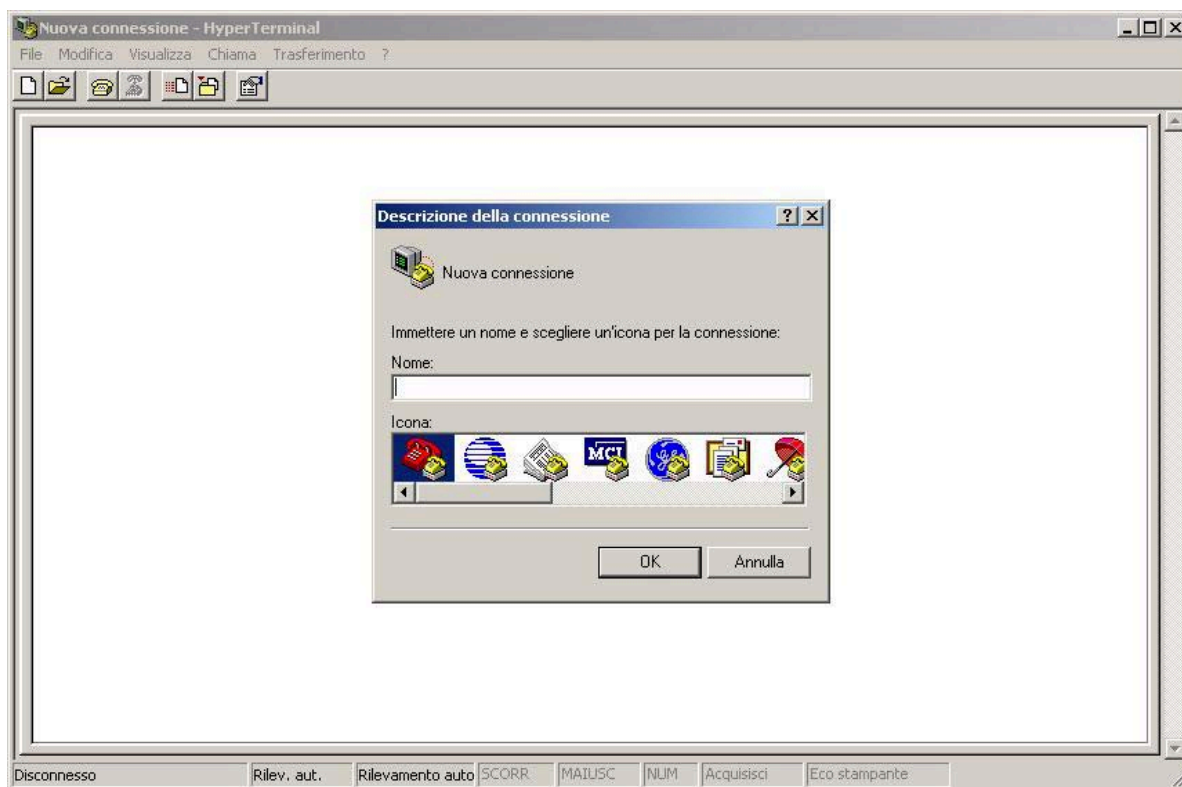 Nuova connessione - HyperTerminal
File Modifica Visualizza Chiama Trasferimento ?
Descrizione della connessione
Nuova connessione
Immettere un nome e scegliere un'icona per la connessione:
Nome:
Icona:
MCI
OK Annulla
Disconnesso Rilev. aut. Rilevamento auto SCORR MAIUSC NUM Acquisisci Eco stampante